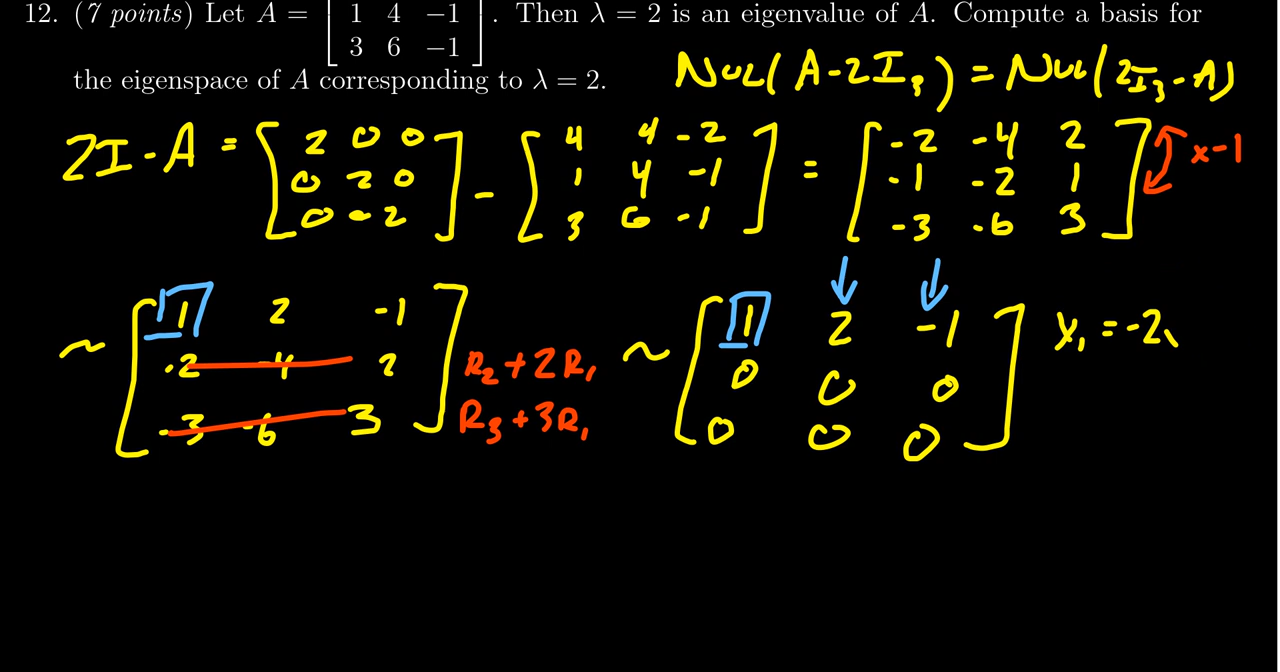 12. (7 points) Let A = [ 1 4 −1 ] . Then λ = 2 is an eigenvalue of A. Compute a basis for
3 6 −1
the eigenspace of A corresponding to λ = 2.
Nul(A-2I₃) = Nul(2I₃-A)
2I-A = [ 2 0 0 ] - [ 4 4 -2 ] = [ -2 -4 2 ] x-1
0 2 0 1 4 -1 -1 -2 1
0 0 2 3 6 -1 -3 -6 3
~ [ 1 2 -1 ] ~ [ 1 2 -1 ] x₁ = -2
-2 -4 2 R₂+2R₁ 0 0 0
-3 -6 3 R₃+3R₁ 0 0 0